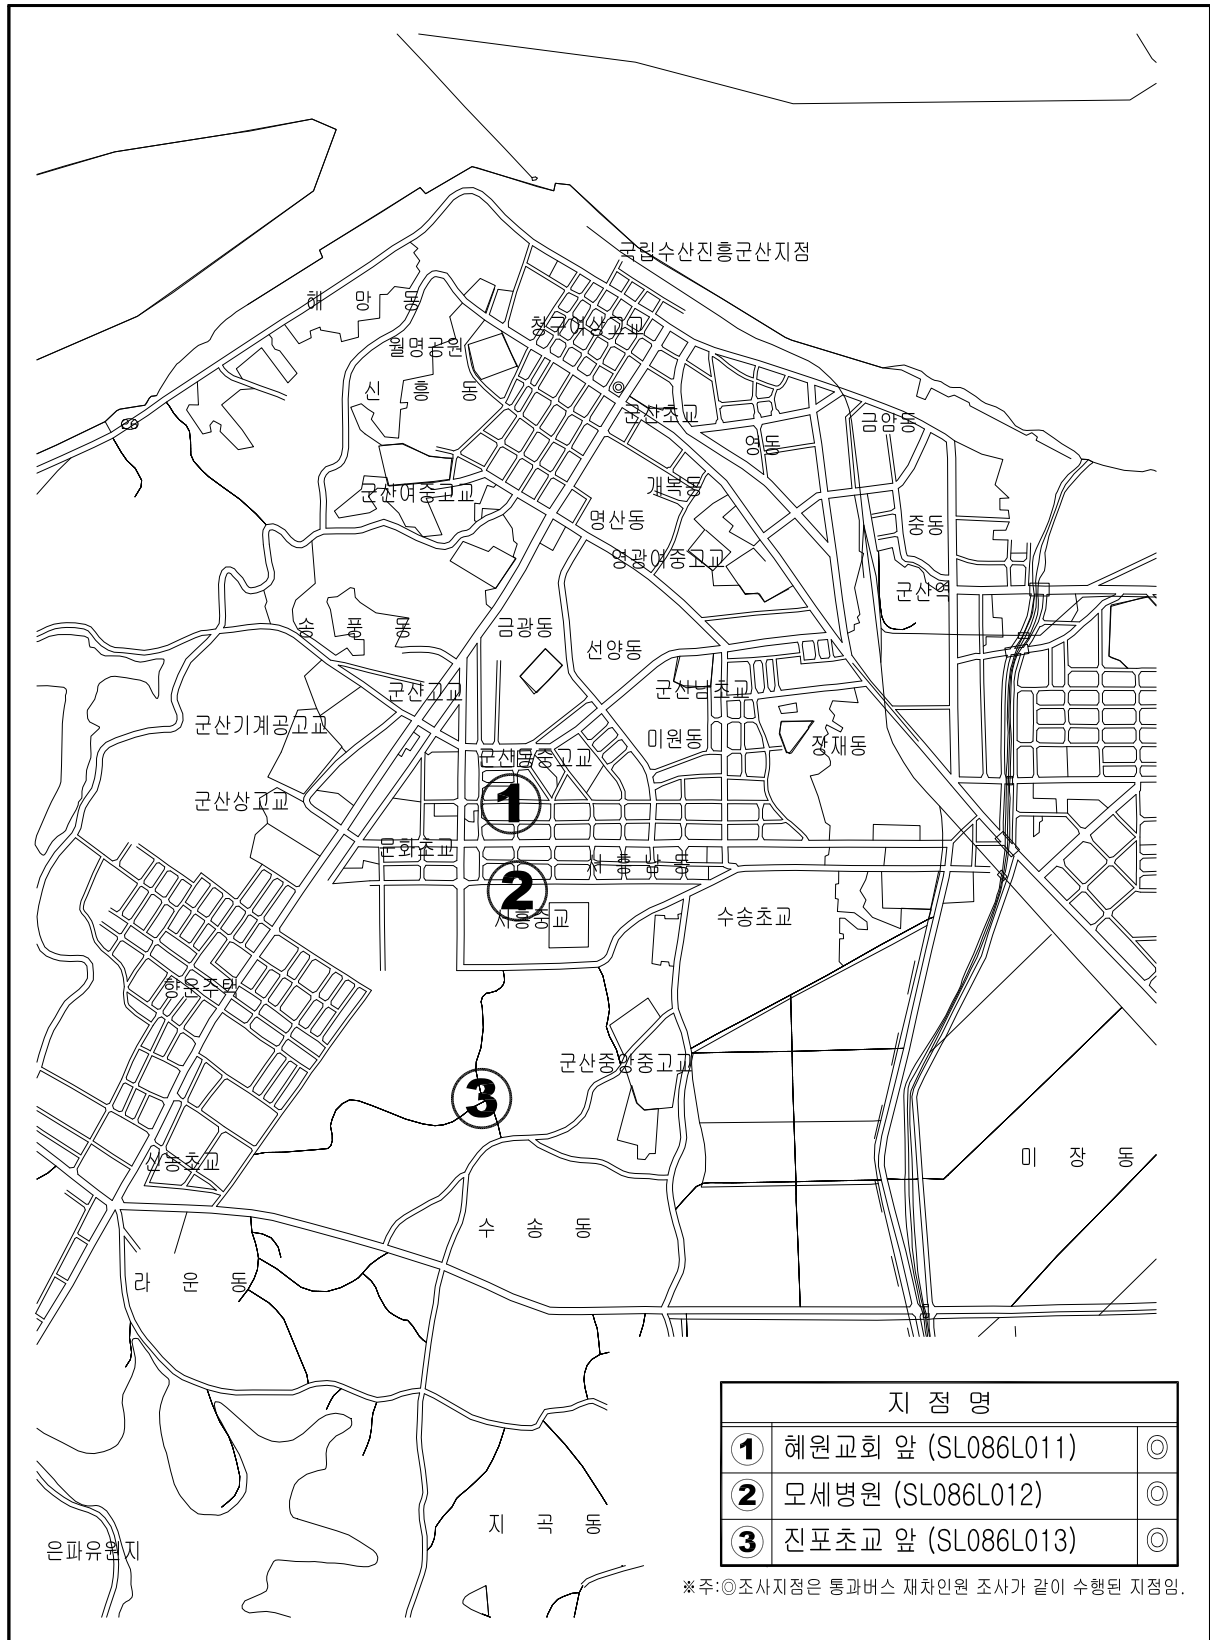 국립수산진흥군산지점
해 망 동
청구여상고교
월명공원
신 흥 동
군산초교
금암동
영동
군산여중고교
개복동
명산동
중동
영광여중고교
군산역
송 풍 동
금광동
선양동
군산고교
군산남초교
군산기계공고교
미원동
장재동
군산동중고교
군산상고교
1
문화초교
서 흥 남 동
2
서흥중교
수송초교
향운주택
군산중앙중고교
3
미 장 동
신농초교
수 송 동
라 운 동
지 곡 동
은파유원지
지 점 명
1 혜원교회 앞 (SL086L011) ◎
2 모세병원 (SL086L012) ◎
3 진포초교 앞 (SL086L013) ◎
※주:◎조사지점은 통과버스 재차인원 조사가 같이 수행된 지점임.